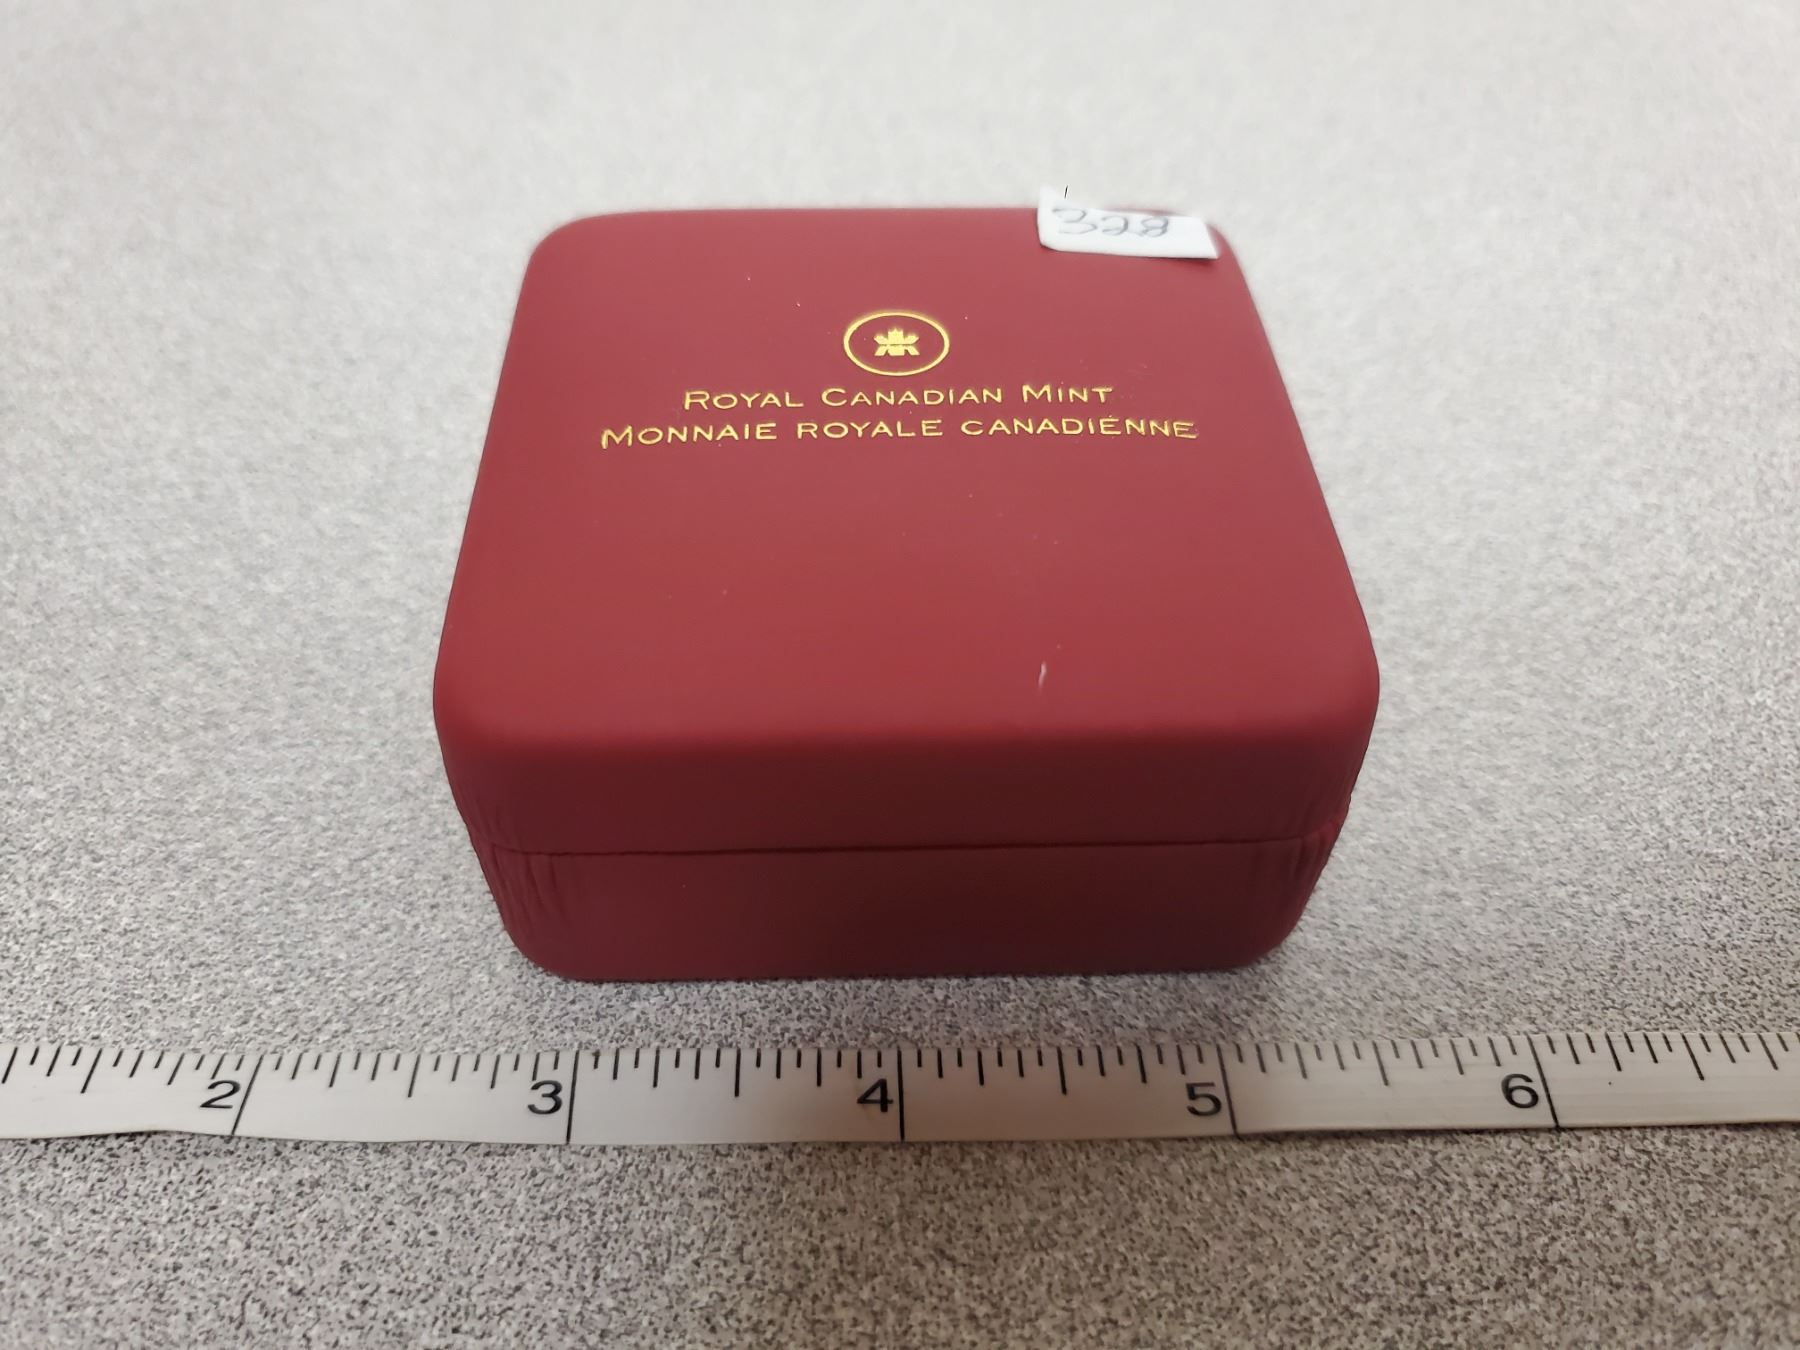 328
ROYAL CANADIAN MINT
MONNAIE ROYALE CANADIENNE
2 3 4 5 6